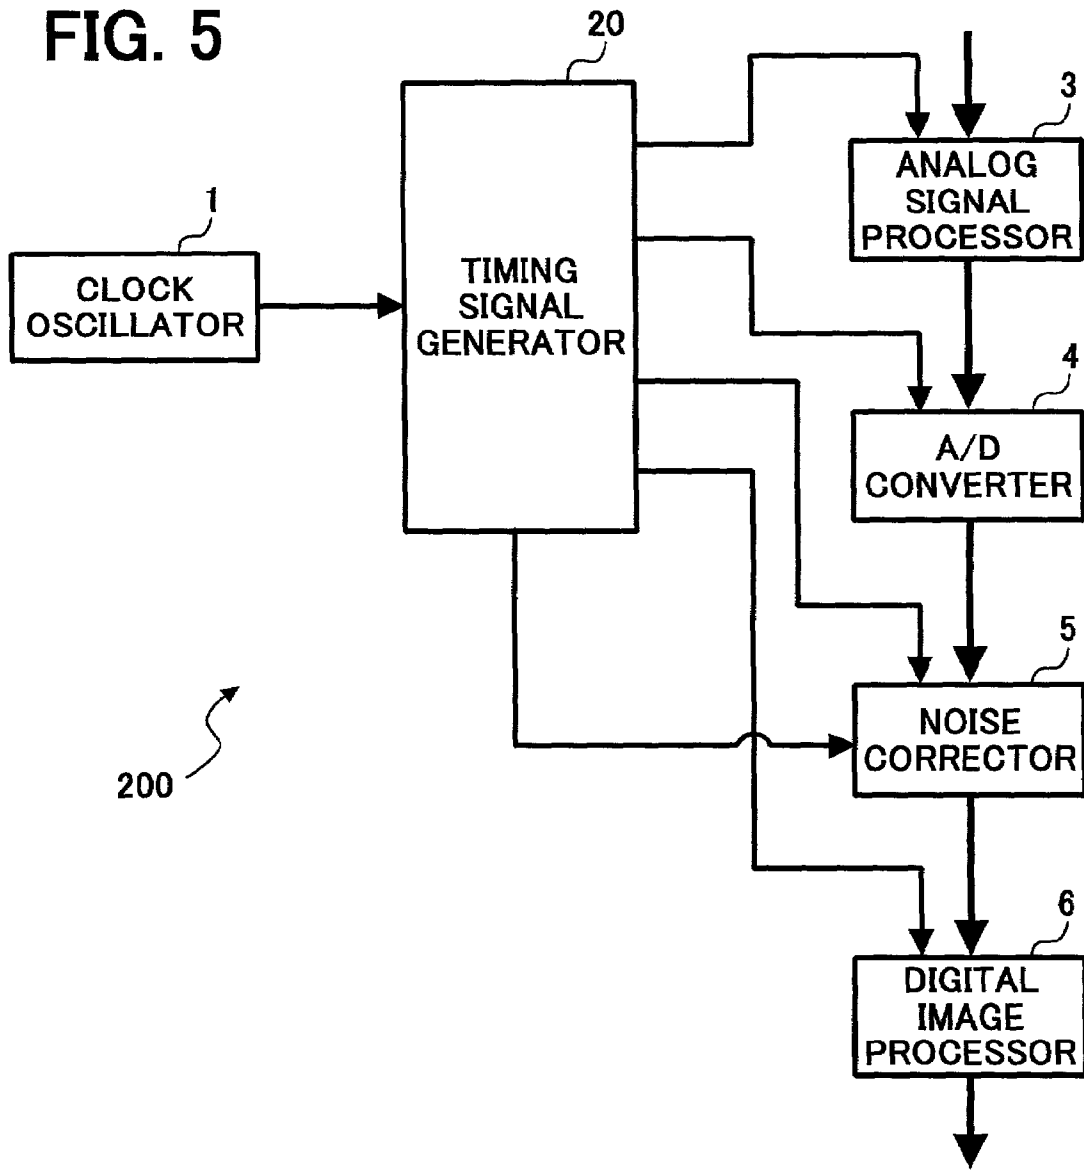 FIG. 5
20
3
ANALOG
SIGNAL
PROCESSOR
1
CLOCK
OSCILLATOR
TIMING
SIGNAL
GENERATOR
4
A/D
CONVERTER
5
NOISE
CORRECTOR
200
6
DIGITAL
IMAGE
PROCESSOR